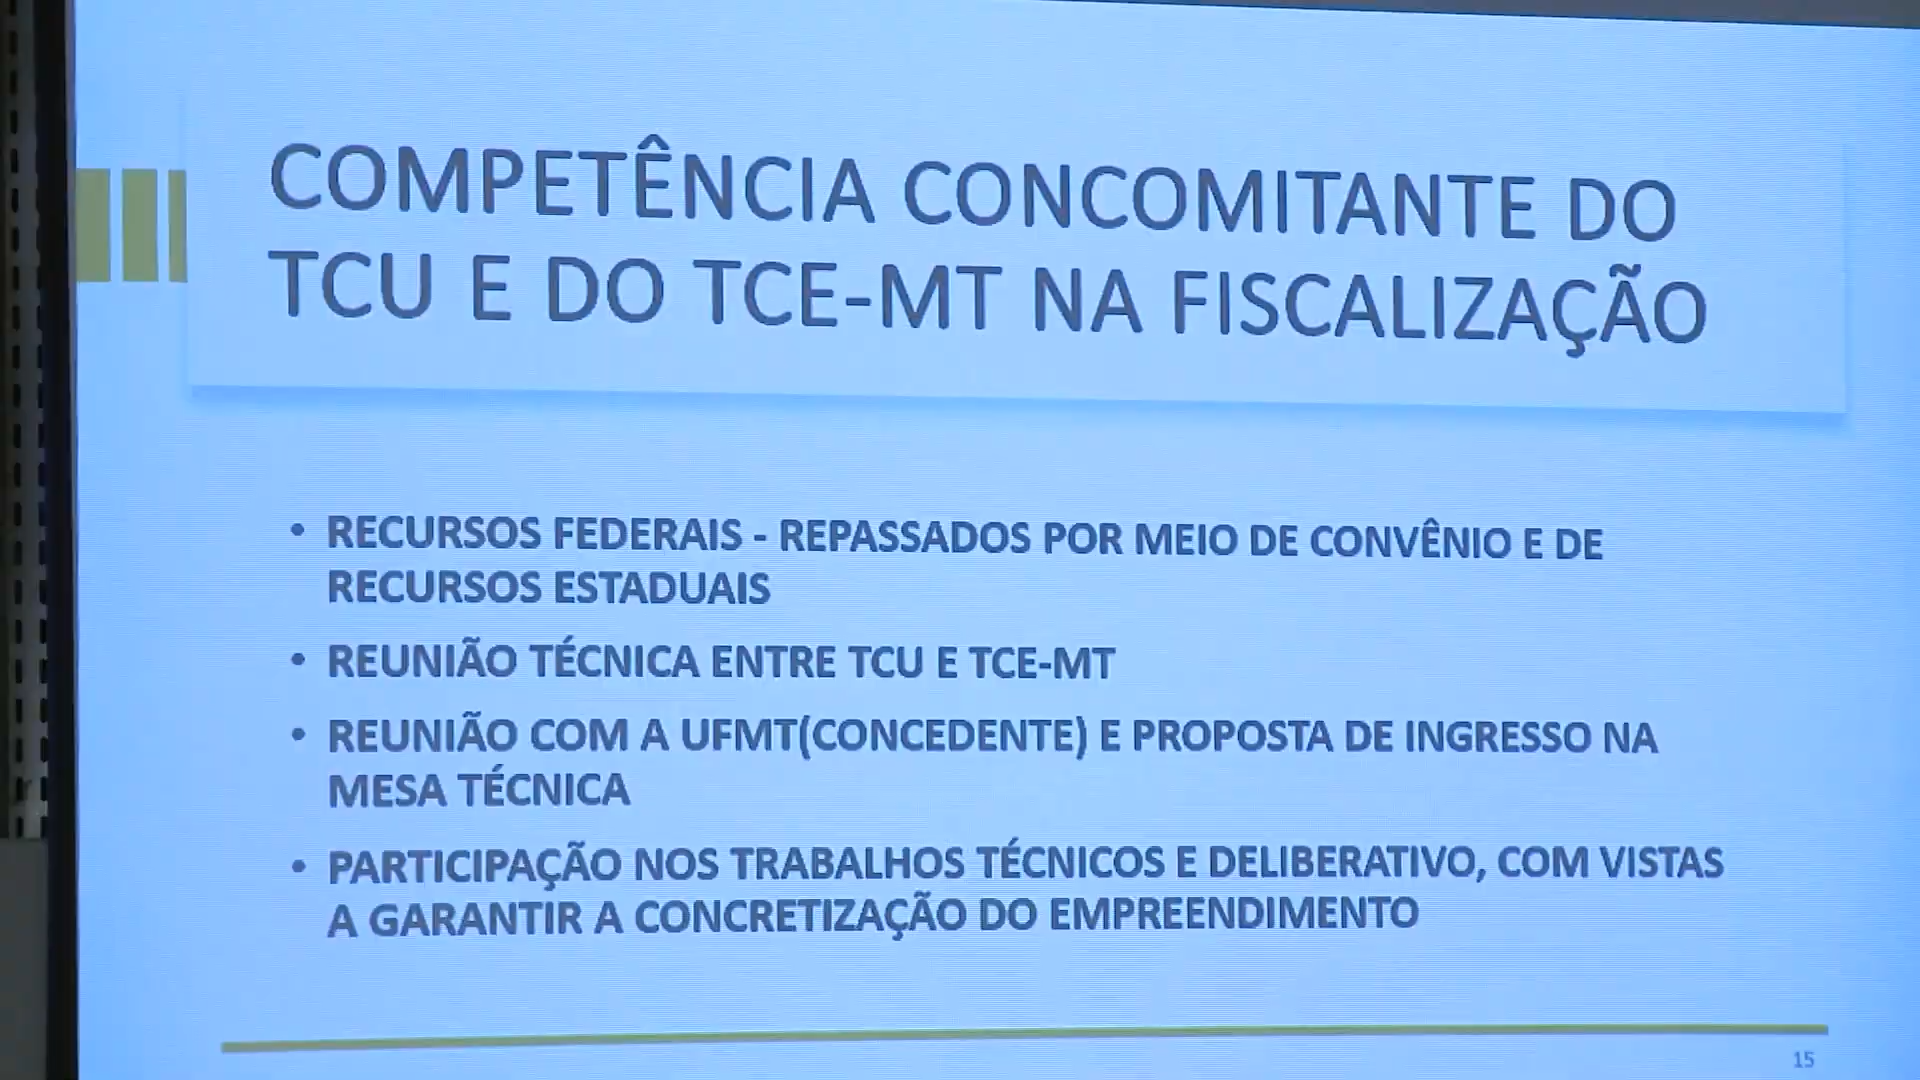 COMPETÊNCIA CONCOMITANTE DO
TCU E DO TCE-MT NA FISCALIZAÇÃO
• RECURSOS FEDERAIS - REPASSADOS POR MEIO DE CONVÊNIO E DE
RECURSOS ESTADUAIS
• REUNIÃO TÉCNICA ENTRE TCU E TCE-MT
• REUNIÃO COM A UFMT(CONCEDENTE) E PROPOSTA DE INGRESSO NA
MESA TÉCNICA
• PARTICIPAÇÃO NOS TRABALHOS TÉCNICOS E DELIBERATIVO, COM VISTAS
A GARANTIR A CONCRETIZAÇÃO DO EMPREENDIMENTO
15